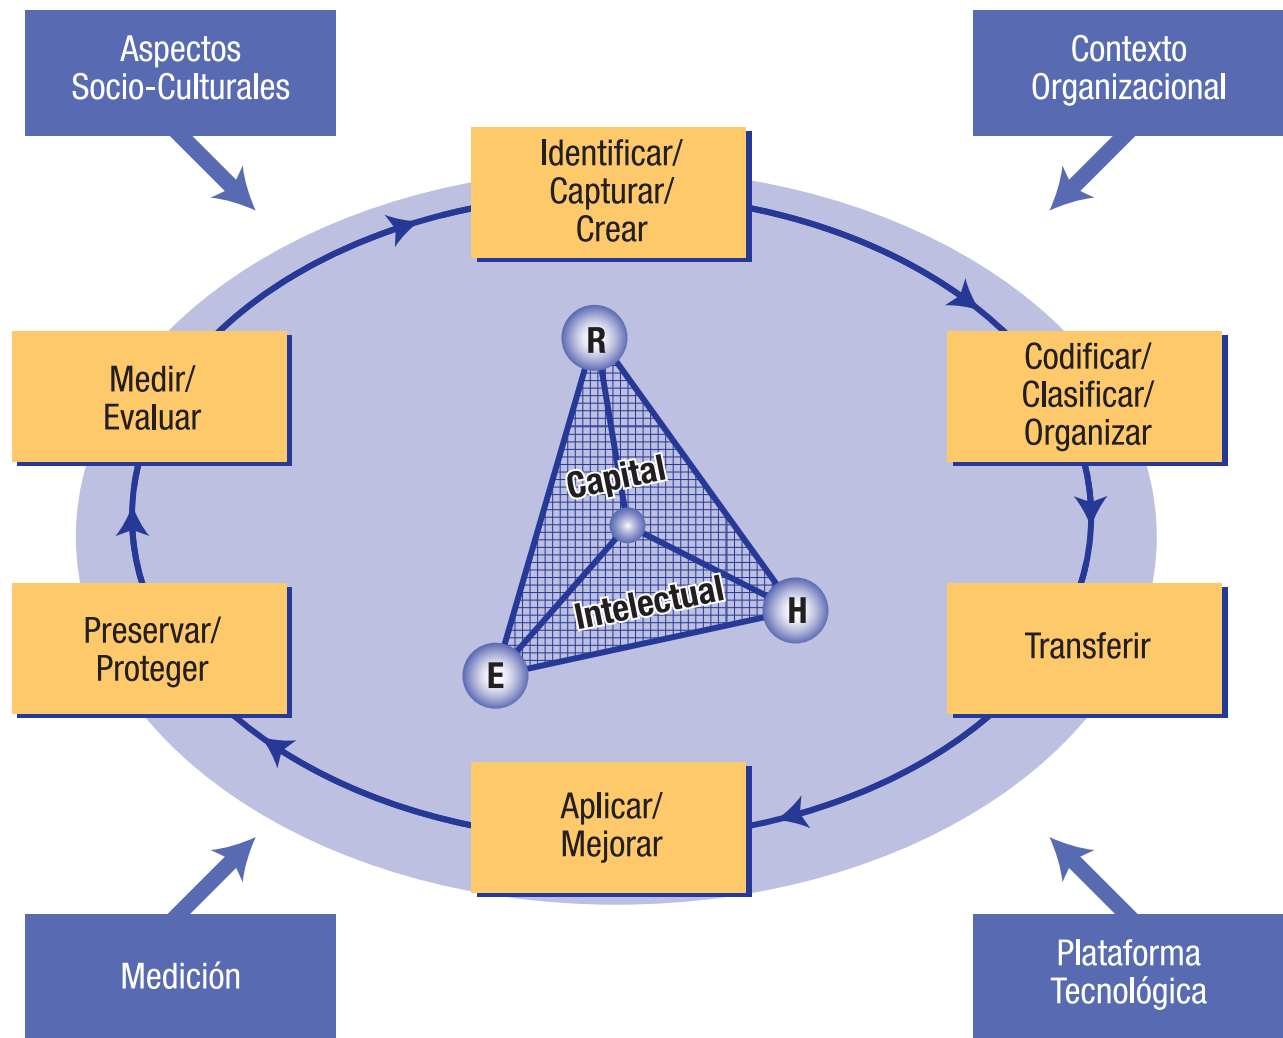 Aspectos
Socio-Culturales
Contexto
Organizacional
Identificar/
Capturar/
Crear
Medir/
Evaluar
Codificar/
Clasificar/
Organizar
R
Capital
Intelectual
H
E
Preservar/
Proteger
Transferir
Aplicar/
Mejorar
Medición
Plataforma
Tecnológica